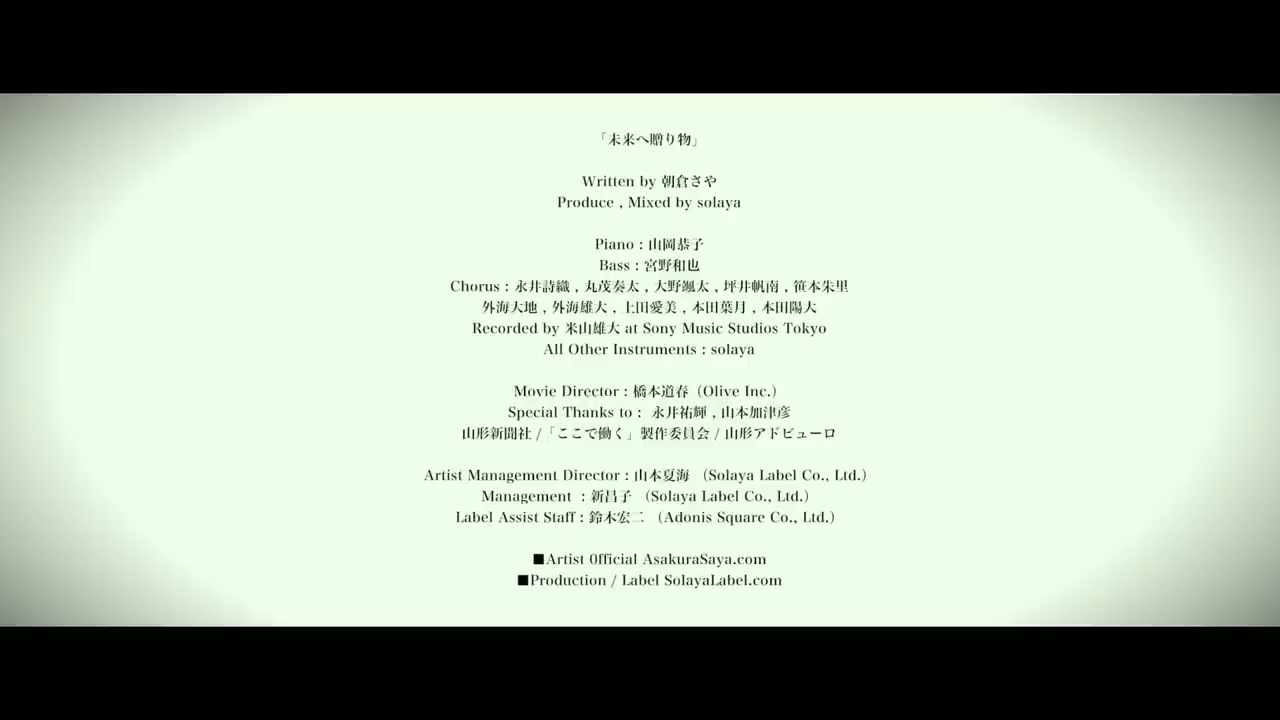 「未来へ贈り物」
Written by 朝倉さや
Produce , Mixed by solaya
Piano : 山岡恭子
Bass : 宮野和也
Chorus : 永井詩織 , 丸茂奏太 , 大野颯太 , 坪井帆南 , 笹本朱里
外海大地 , 外海雄大 , 上田愛美 , 本田葉月 , 本田陽大
Recorded by 米山雄大 at Sony Music Studios Tokyo
All Other Instruments : solaya
Movie Director : 橋本道春（Olive Inc.）
Special Thanks to : 永井祐輝 , 山本加津彦
山形新聞社 /「ここで働く」製作委員会 / 山形アドビューロ
Artist Management Director : 山本夏海 （Solaya Label Co., Ltd.）
Management : 新昌子 （Solaya Label Co., Ltd.）
Label Assist Staff : 鈴木宏二 （Adonis Square Co., Ltd.）
■Artist Official AsakuraSaya.com
■Production / Label SolayaLabel.com